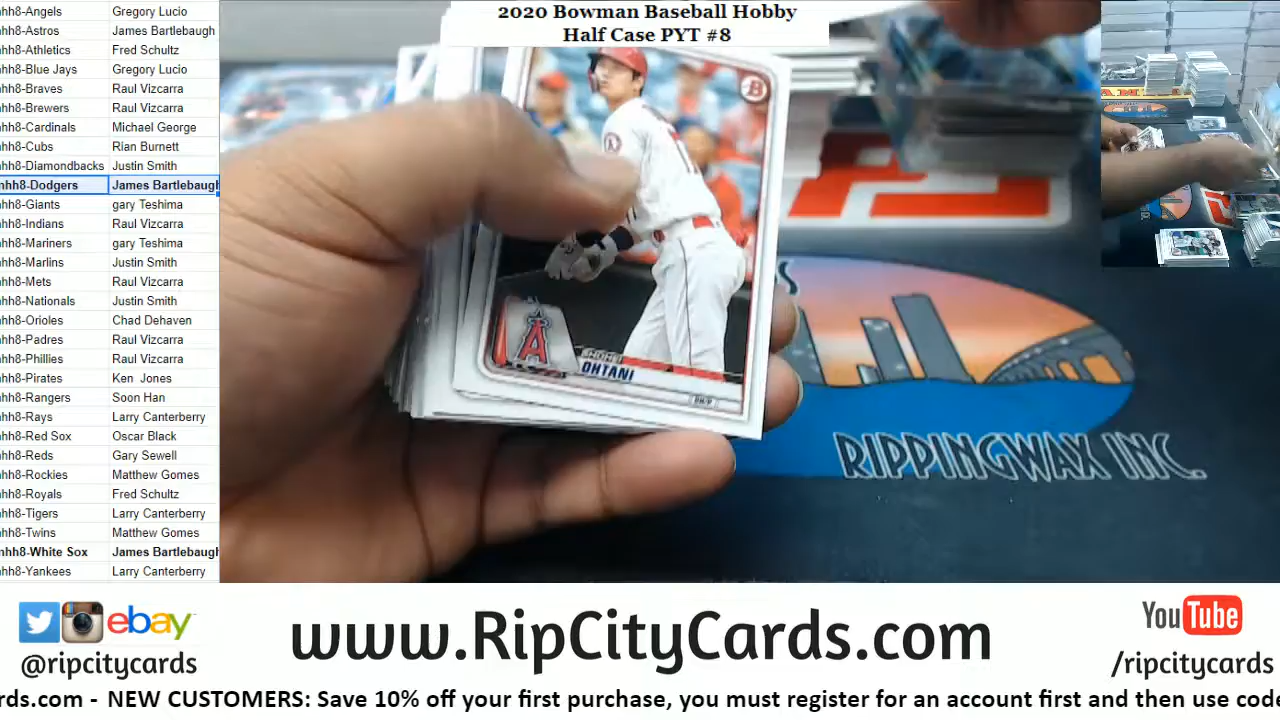 2020 Bowman Baseball Hobby
Half Case PYT #8
hh8-Angels Gregory Lucio
hh8-Astros James Bartlebaugh
hh8-Athletics Fred Schultz
hh8-Blue Jays Gregory Lucio
hh8-Braves Raul Vizcarra
hh8-Brewers Raul Vizcarra
hh8-Cardinals Michael George
hh8-Cubs Rian Burnett
hh8-Diamondbacks Justin Smith
hh8-Dodgers James Bartlebaugh
hh8-Giants gary Teshima
hh8-Indians Raul Vizcarra
hh8-Mariners gary Teshima
hh8-Marlins Justin Smith
hh8-Mets Raul Vizcarra
hh8-Nationals Justin Smith
hh8-Orioles Chad Dehaven
hh8-Padres Raul Vizcarra
hh8-Phillies Raul Vizcarra
hh8-Pirates Ken Jones
hh8-Rangers Soon Han
hh8-Rays Larry Canterberry
hh8-Red Sox Oscar Black
hh8-Reds Gary Sewell
hh8-Rockies Matthew Gomes
hh8-Royals Fred Schultz
hh8-Tigers Larry Canterberry
hh8-Twins Matthew Gomes
hh8-White Sox James Bartlebaugh
hh8-Yankees Larry Canterberry
B
A
SHOHEI
OHTANI
RIPPINGWAX INC.
ebay
@ripcitycards
www.RipCityCards.com
YouTube
/ripcitycards
rds.com - NEW CUSTOMERS: Save 10% off your first purchase, you must register for an account first and then use code